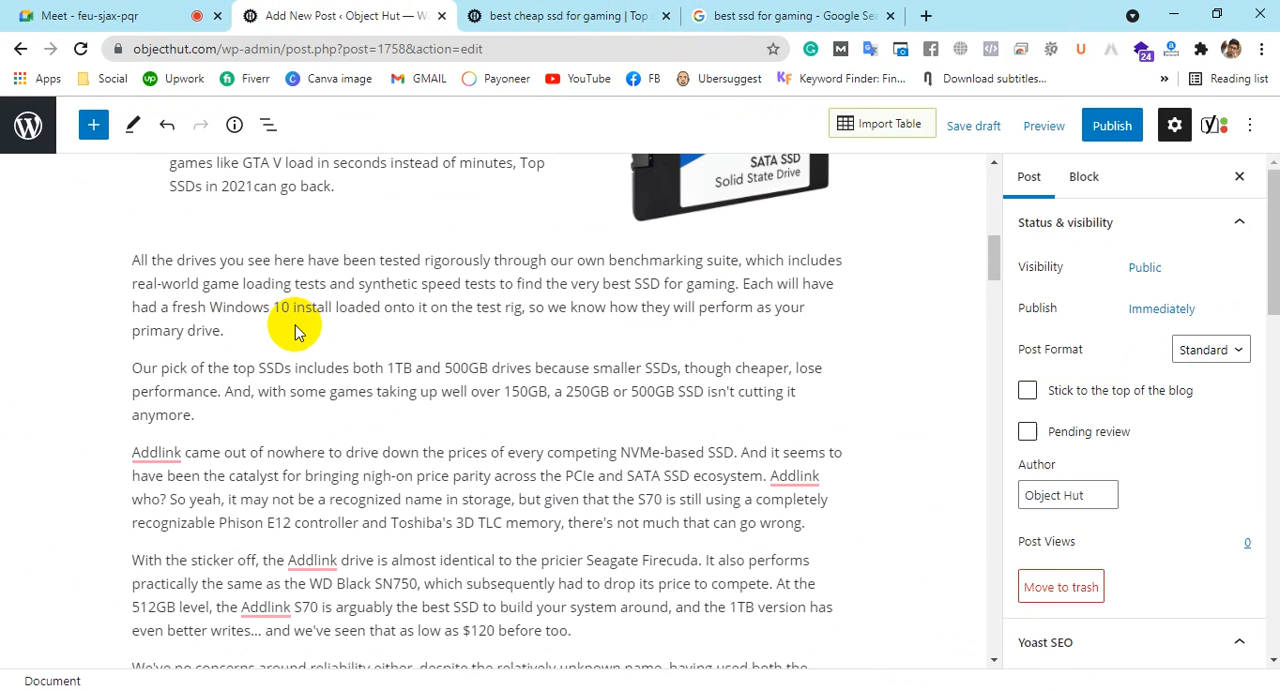 Meet - feu-sjax-pqr
Add New Post ‹ Object Hut — W
best cheap ssd for gaming | Top s
best ssd for gaming - Google Sea
objecthut.com/wp-admin/post.php?post=1758&action=edit
24
Apps
Social
Upwork
Fiverr
Canva image
GMAIL
Payoneer
YouTube
FB
Ubersuggest
Keyword Finder: Fin...
Download subtitles...
»
Reading list
Import Table
Save draft
Preview
Publish
games like GTA V load in seconds instead of minutes, Top
SSDs in 2021can go back.
SATA SSD
Solid State Drive
All the drives you see here have been tested rigorously through our own benchmarking suite, which includes
real-world game loading tests and synthetic speed tests to find the very best SSD for gaming. Each will have
had a fresh Windows 10 install loaded onto it on the test rig, so we know how they will perform as your
primary drive.
Our pick of the top SSDs includes both 1TB and 500GB drives because smaller SSDs, though cheaper, lose
performance. And, with some games taking up well over 150GB, a 250GB or 500GB SSD isn't cutting it
anymore.
Addlink came out of nowhere to drive down the prices of every competing NVMe-based SSD. And it seems to
have been the catalyst for bringing nigh-on price parity across the PCIe and SATA SSD ecosystem. Addlink
who? So yeah, it may not be a recognized name in storage, but given that the S70 is still using a completely
recognizable Phison E12 controller and Toshiba's 3D TLC memory, there's not much that can go wrong.
With the sticker off, the Addlink drive is almost identical to the pricier Seagate Firecuda. It also performs
practically the same as the WD Black SN750, which subsequently had to drop its price to compete. At the
512GB level, the Addlink S70 is arguably the best SSD to build your system around, and the 1TB version has
even better writes... and we've seen that as low as $120 before too.
We've no concerns around reliability either, despite the relatively unknown name, having used both the
Document
Post
Block
Status & visibility
Visibility
Public
Publish
Immediately
Post Format
Standard
Stick to the top of the blog
Pending review
Author
Object Hut
Post Views
0
Move to trash
Yoast SEO